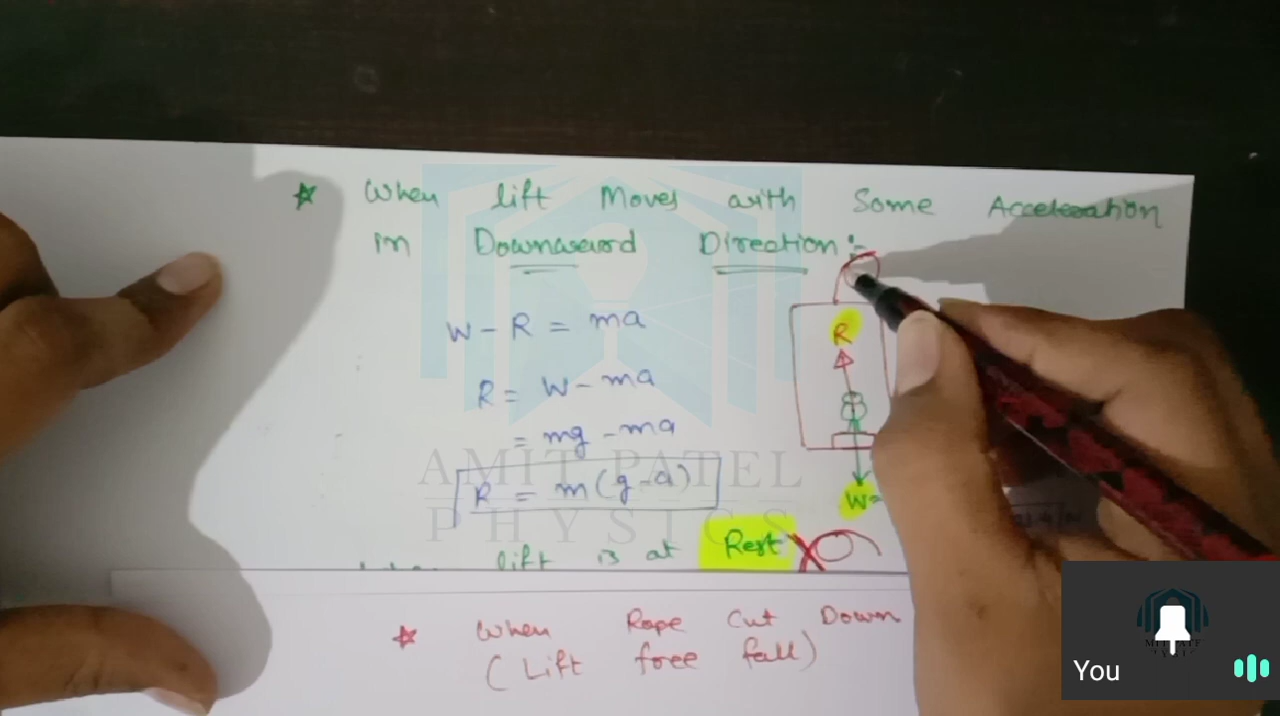 When lift Moves with Some Acceleration
in Downward Direction :-
W - R = ma
R = W - ma
= mg - ma
R = m(g-a)
R
W=
lift is at Rest
When Rope Cut Down
(Lift free fall)
AMIT PATEL
PHYSICS
You